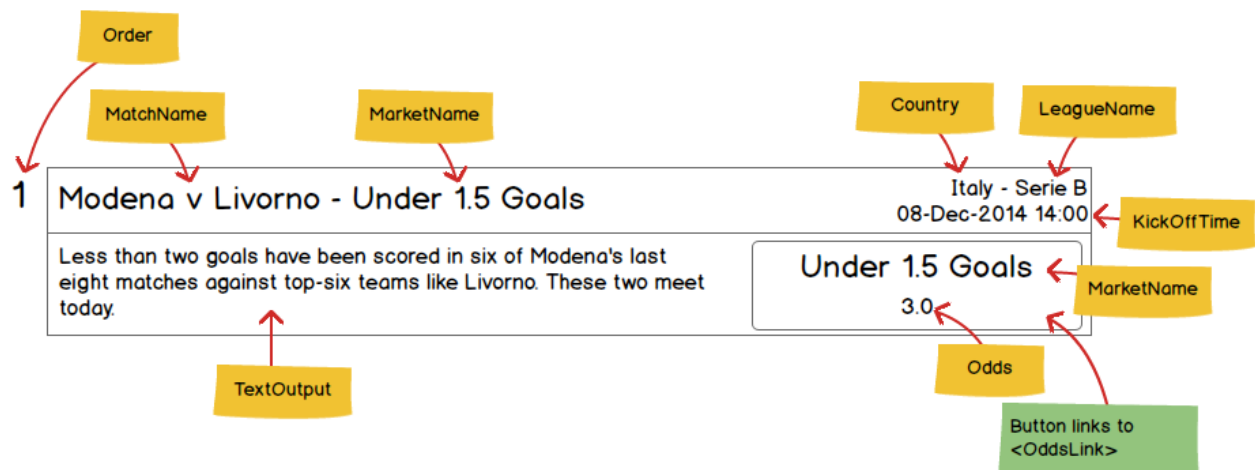 Order
MatchName
MarketName
Country
LeagueName
1
Modena v Livorno - Under 1.5 Goals
Italy - Serie B
08-Dec-2014 14:00
KickOffTime
Less than two goals have been scored in six of Modena's last
eight matches against top-six teams like Livorno. These two meet
today.
Under 1.5 Goals
3.0
MarketName
TextOutput
Odds
Button links to
<OddsLink>